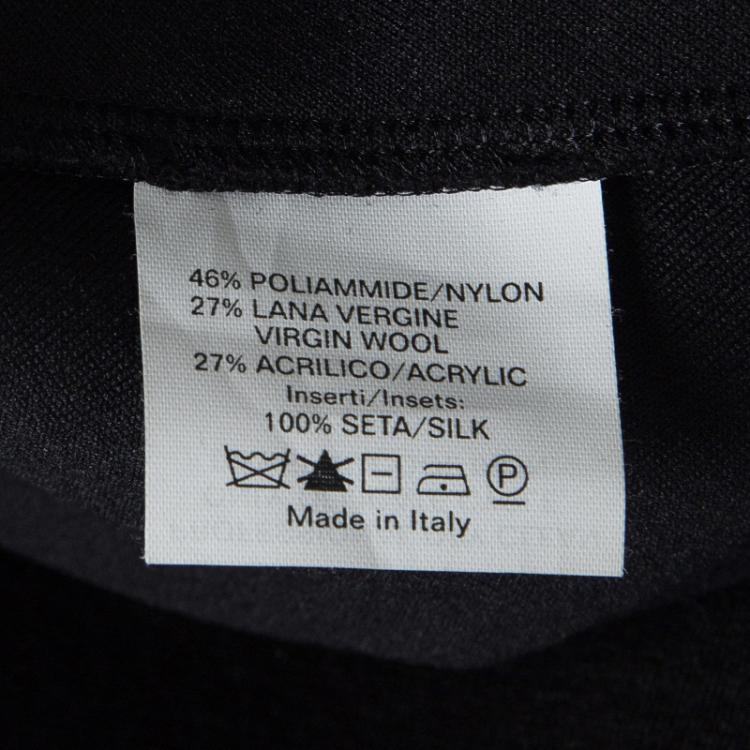 46% POLIAMMIDE/NYLON
27% LANA VERGINE
VIRGIN WOOL
27% ACRILICO/ACRYLIC
Inserti/Insets:
100% SETA/SILK
P
Made in Italy